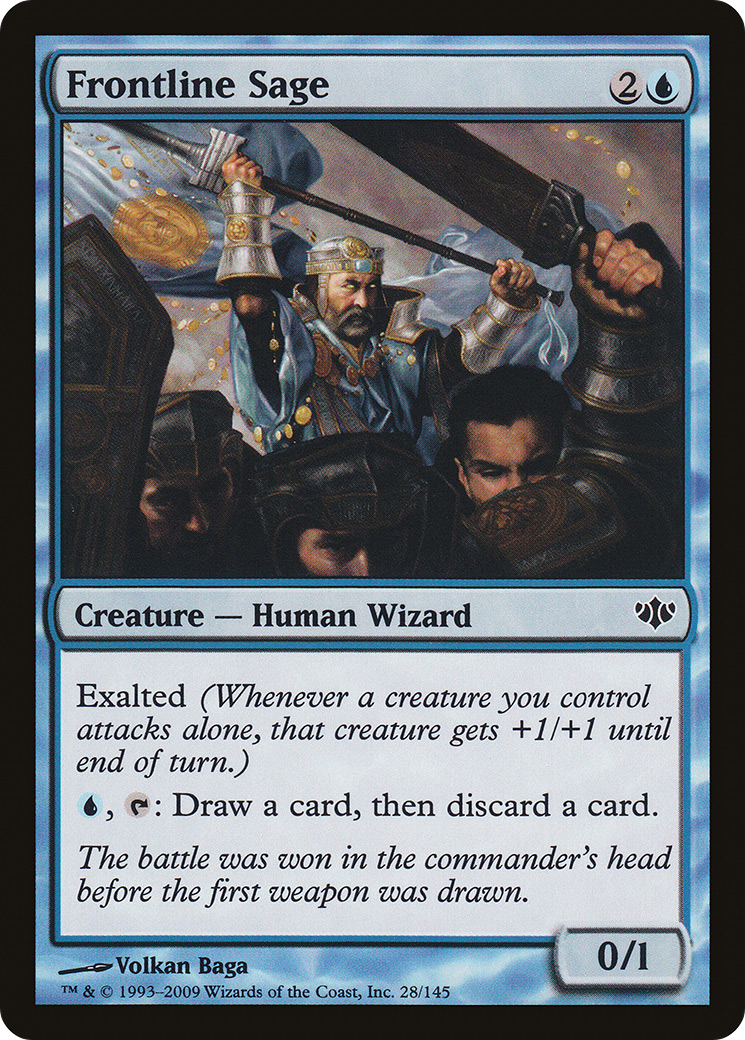 Frontline Sage 2
Creature — Human Wizard
Exalted (Whenever a creature you control
attacks alone, that creature gets +1/+1 until
end of turn.)
, : Draw a card, then discard a card.
The battle was won in the commander's head
before the first weapon was drawn.
0/1
Volkan Baga
™ & © 1993–2009 Wizards of the Coast, Inc. 28/145